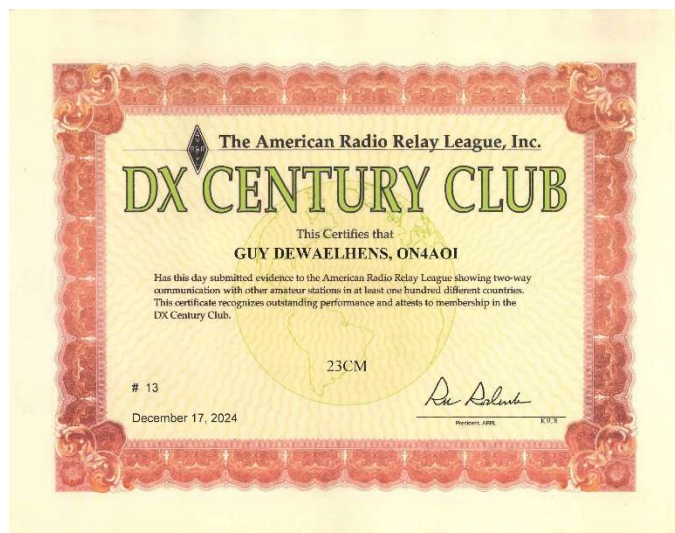 The American Radio Relay League, Inc.
DX CENTURY CLUB
This Certifies that
GUY DEWAELHENS, ON4AOI
Has this day submitted evidence to the American Radio Relay League showing two-way
communication with other amateur stations in at least one hundred different countries.
This certificate recognizes outstanding performance and attests to membership in the
DX Century Club.
23CM
# 13
December 17, 2024
President, ARRL